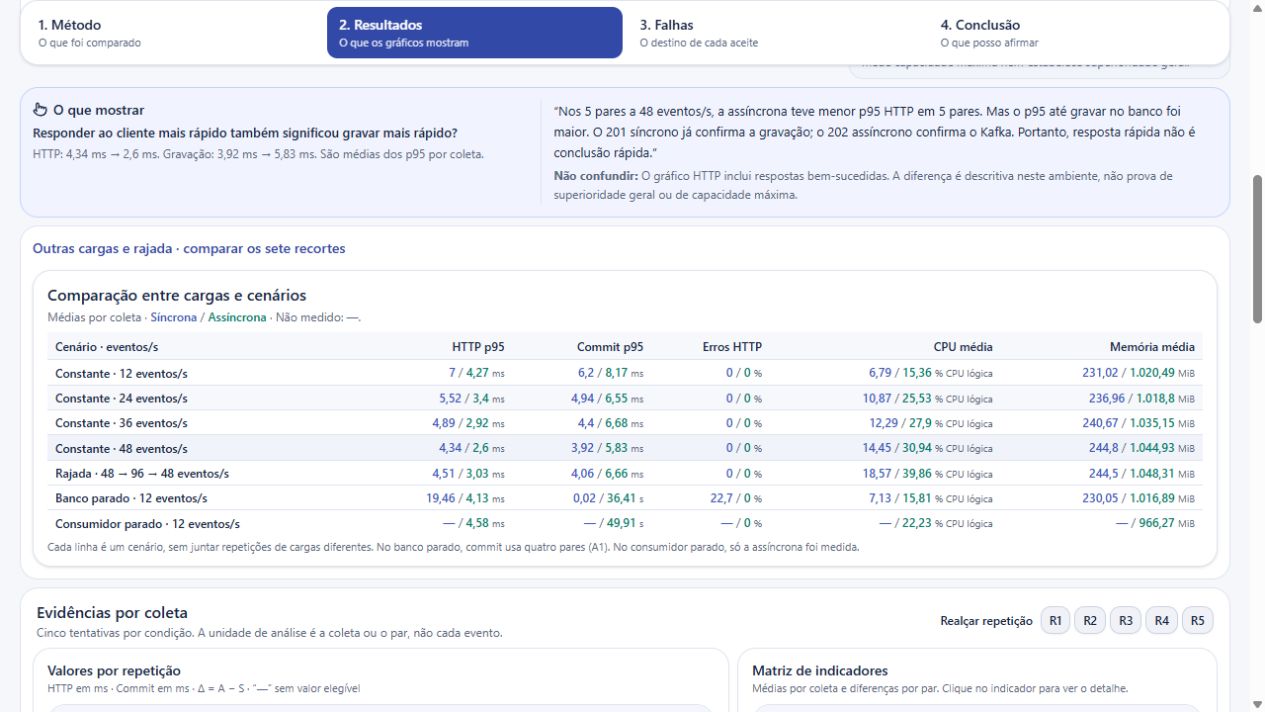 1. Método
O que foi comparado
2. Resultados
O que os gráficos mostram
3. Falhas
O destino de cada aceite
4. Conclusão
O que posso afirmar
O que mostrar
Responder ao cliente mais rápido também significou gravar mais rápido?
HTTP: 4,34 ms → 2,6 ms. Gravação: 3,92 ms → 5,83 ms. São médias dos p95 por coleta.
“Nos 5 pares a 48 eventos/s, a assíncrona teve menor p95 HTTP em 5 pares. Mas o p95 até gravar no banco foi
maior. O 201 síncrono já confirma a gravação; o 202 assíncrono confirma o Kafka. Portanto, resposta rápida não é
conclusão rápida.”
Não confundir: O gráfico HTTP inclui respostas bem-sucedidas. A diferença é descritiva neste ambiente, não prova de
superioridade geral ou de capacidade máxima.
Outras cargas e rajada · comparar os sete recortes
Comparação entre cargas e cenários
Médias por coleta · Síncrona / Assíncrona · Não medido: —.
Cenário · eventos/s HTTP p95 Commit p95 Erros HTTP CPU média Memória média
Constante · 12 eventos/s 7 / 4,27 ms 6,2 / 8,17 ms 0 / 0 % 6,79 / 15,36 % CPU lógica 231,02 / 1.020,49 MiB
Constante · 24 eventos/s 5,52 / 3,4 ms 4,94 / 6,55 ms 0 / 0 % 10,87 / 25,53 % CPU lógica 236,96 / 1.018,8 MiB
Constante · 36 eventos/s 4,89 / 2,92 ms 4,4 / 6,68 ms 0 / 0 % 12,29 / 27,9 % CPU lógica 240,67 / 1.035,15 MiB
Constante · 48 eventos/s 4,34 / 2,6 ms 3,92 / 5,83 ms 0 / 0 % 14,45 / 30,94 % CPU lógica 244,8 / 1.044,93 MiB
Rajada · 48 → 96 → 48 eventos/s 4,51 / 3,03 ms 4,06 / 6,66 ms 0 / 0 % 18,57 / 39,86 % CPU lógica 244,5 / 1.048,31 MiB
Banco parado · 12 eventos/s 19,46 / 4,13 ms 0,02 / 36,41 s 22,7 / 0 % 7,13 / 15,81 % CPU lógica 230,05 / 1.016,89 MiB
Consumidor parado · 12 eventos/s — / 4,58 ms — / 49,91 s — / 0 % — / 22,23 % CPU lógica — / 966,27 MiB
Cada linha é um cenário, sem juntar repetições de cargas diferentes. No banco parado, commit usa quatro pares (A1). No consumidor parado, só a assíncrona foi medida.
Evidências por coleta
Cinco tentativas por condição. A unidade de análise é a coleta ou o par, não cada evento.
Realçar repetição R1 R2 R3 R4 R5
Valores por repetição
HTTP em ms · Commit em ms · Δ = A − S · “—” sem valor elegível
Matriz de indicadores
Médias por coleta e diferenças por par. Clique no indicador para ver o detalhe.